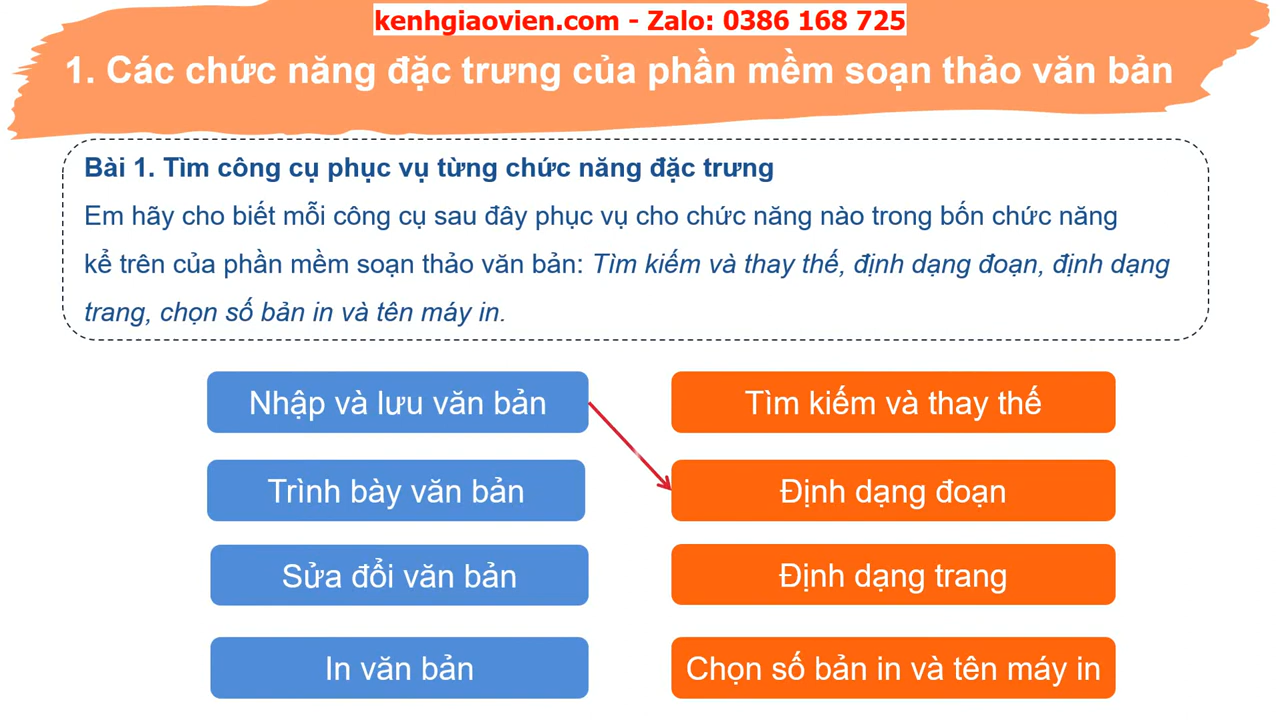 kenhgiaovien.com - Zalo: 0386 168 725
1. Các chức năng đặc trưng của phần mềm soạn thảo văn bản
Bài 1. Tìm công cụ phục vụ từng chức năng đặc trưng
Em hãy cho biết mỗi công cụ sau đây phục vụ cho chức năng nào trong bốn chức năng
kể trên của phần mềm soạn thảo văn bản: Tìm kiếm và thay thế, định dạng đoạn, định dạng
trang, chọn số bản in và tên máy in.
Nhập và lưu văn bản
Tìm kiếm và thay thế
Trình bày văn bản
Định dạng đoạn
Sửa đổi văn bản
Định dạng trang
In văn bản
Chọn số bản in và tên máy in